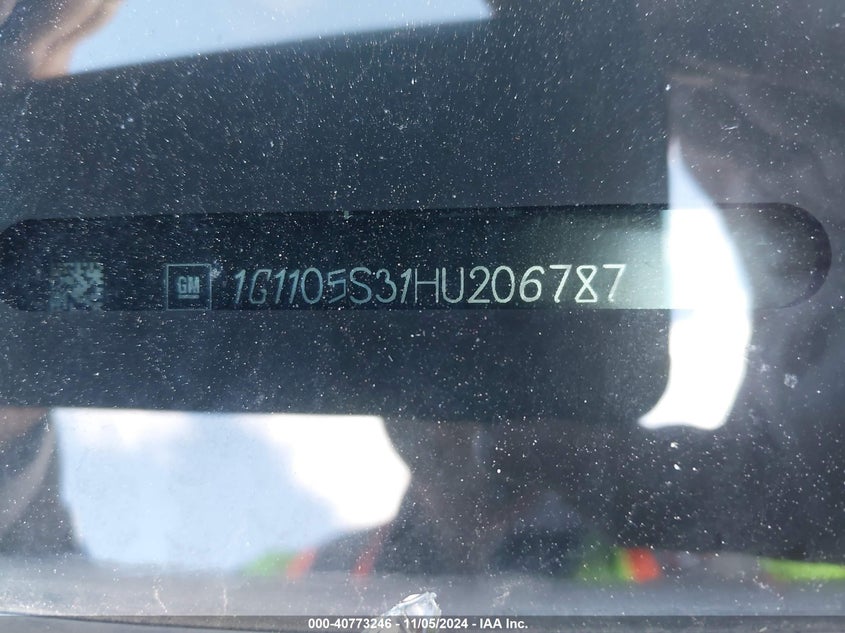 GM 1G1105S31HU206787
000-40773246 - 11/05/2024 - IAA Inc.